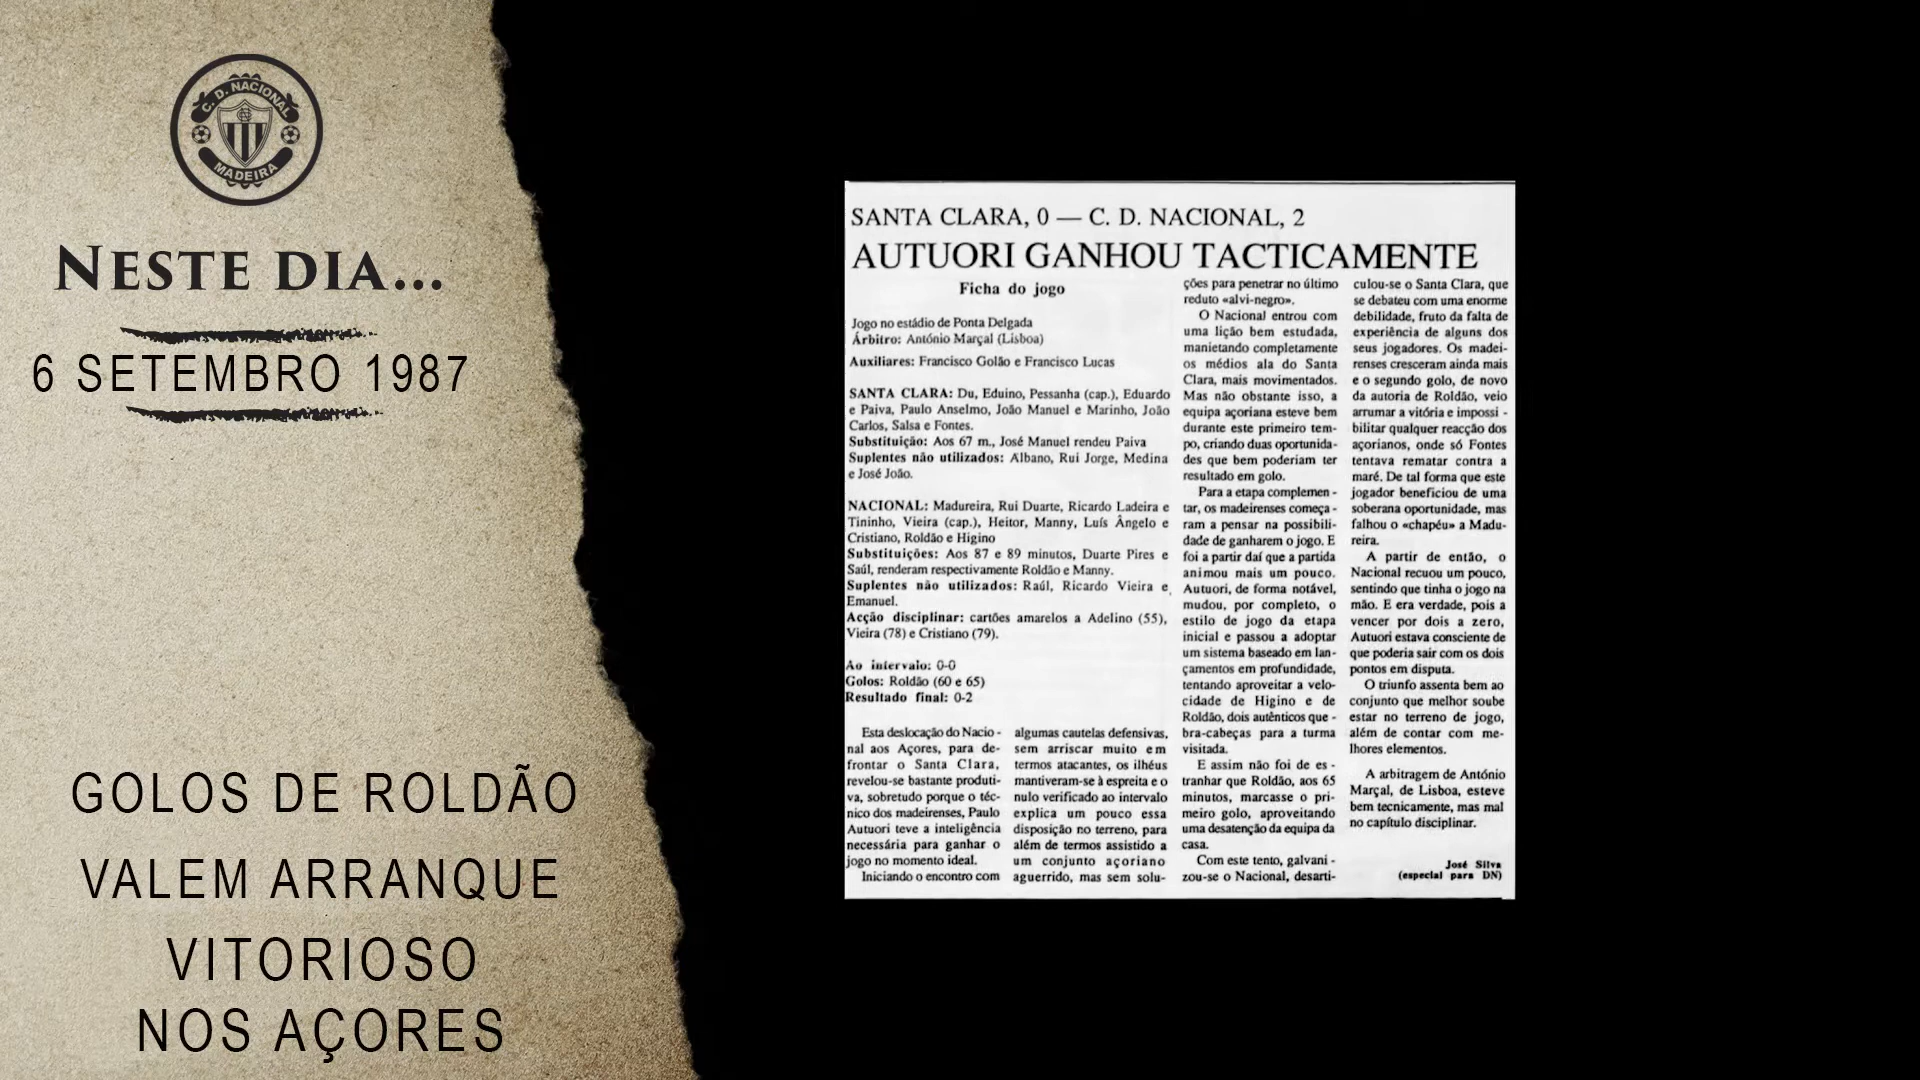 C. D. NACIONAL
MADEIRA
NESTE DIA...
6 SETEMBRO 1987
GOLOS DE ROLDÃO
VALEM ARRANQUE
VITORIOSO
NOS AÇORES
SANTA CLARA, 0 — C. D. NACIONAL, 2
AUTUORI GANHOU TACTICAMENTE
Ficha do jogo
Jogo no estádio de Ponta Delgada
Árbitro: António Marçal (Lisboa)
Auxiliares: Francisco Golão e Francisco Lucas
SANTA CLARA: Du, Eduino, Pessanha (cap.), Eduardo
e Paiva, Paulo Anselmo, João Manuel e Marinho, João
Carlos, Salsa e Fontes.
Substituição: Aos 67 m., José Manuel rendeu Paiva
Suplentes não utilizados: Albano, Rui Jorge, Medina
e José João.
NACIONAL: Madureira, Rui Duarte, Ricardo Ladeira e
Tininho, Vieira (cap.), Heitor, Manny, Luís Ângelo e
Cristiano, Roldão e Higino
Substituições: Aos 87 e 89 minutos, Duarte Pires e
Saúl, renderam respectivamente Roldão e Manny.
Suplentes não utilizados: Raúl, Ricardo Vieira e
Emanuel.
Acção disciplinar: cartões amarelos a Adelino (55),
Vieira (78) e Cristiano (79).
Ao intervalo: 0-0
Golos: Roldão (60 e 65)
Resultado final: 0-2
Esta deslocação do Nacio-
nal aos Açores, para de-
frontar o Santa Clara,
revelou-se bastante produti-
va, sobretudo porque o téc-
nico dos madeirenses, Paulo
Autuori teve a inteligência
necessária para ganhar o
jogo no momento ideal.
Iniciando o encontro com
algumas cautelas defensivas,
sem arriscar muito em
termos atacantes, os ilhéus
mantiveram-se à espreita e o
nulo verificado ao intervalo
explica um pouco essa
disposição no terreno, para
além de termos assistido a
um conjunto açoriano
aguerrido, mas sem solu-
ções para penetrar no último
reduto «alvi-negro».
O Nacional entrou com
uma lição bem estudada,
manietando completamente
os médios ala do Santa
Clara, mais movimentados.
Mas não obstante isso, a
equipa açoriana esteve bem
durante este primeiro tem-
po, criando duas oportunida-
des que bem poderiam ter
resultado em golo.
Para a etapa complemen-
tar, os madeirenses começa-
ram a pensar na possibili-
dade de ganharem o jogo. E
foi a partir daí que a partida
animou mais um pouco.
Autuori, de forma notável,
mudou, por completo, o
estilo de jogo da etapa
inicial e passou a adoptar
um sistema baseado em lan-
çamentos em profundidade,
tentando aproveitar a velo-
cidade de Higino e de
Roldão, dois autênticos que-
bra-cabeças para a turma
visitada.
E assim não foi de es-
tranhar que Roldão, aos 65
minutos, marcasse o pri-
meiro golo, aproveitando
uma desatenção da equipa da
casa.
Com este tento, galvani-
zou-se o Nacional, desarti-
culou-se o Santa Clara, que
se debateu com uma enorme
debilidade, fruto da falta de
experiência de alguns dos
seus jogadores. Os madei-
renses cresceram ainda mais
e o segundo golo, de novo
da autoria de Roldão, veio
arrumar a vitória e impossi-
bilitar qualquer reacção dos
açorianos, onde só Fontes
tentava rematar contra a
maré. De tal forma que este
jogador beneficiou de uma
soberana oportunidade, mas
falhou o «chapéu» a Madu-
reira.
A partir de então, o
Nacional recuou um pouco,
sentindo que tinha o jogo na
mão. E era verdade, pois a
vencer por dois a zero,
Autuori estava consciente de
que poderia sair com os dois
pontos em disputa.
O triunfo assenta bem ao
conjunto que melhor soube
estar no terreno de jogo,
além de contar com me-
lhores elementos.
A arbitragem de António
Marçal, de Lisboa, esteve
bem tecnicamente, mas mal
no capítulo disciplinar.
José Silva
(especial para DN)